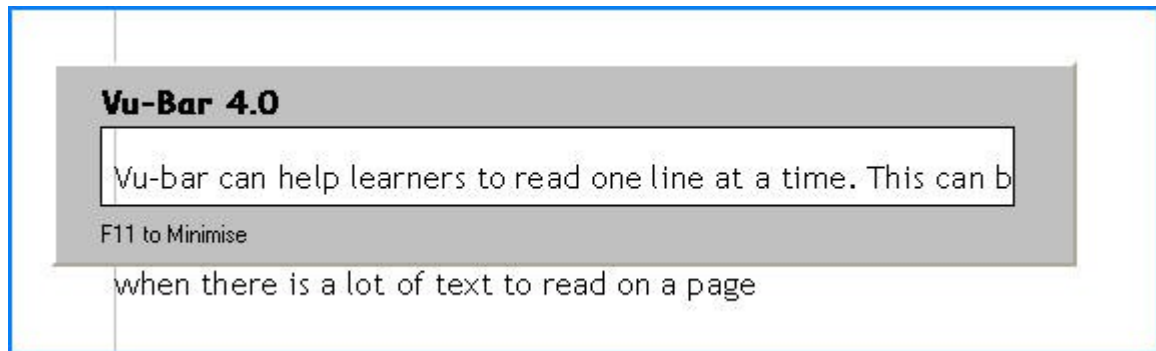 Vu-Bar 4.0
Vu-bar can help learners to read one line at a time. This can b
F11 to Minimise
when there is a lot of text to read on a page